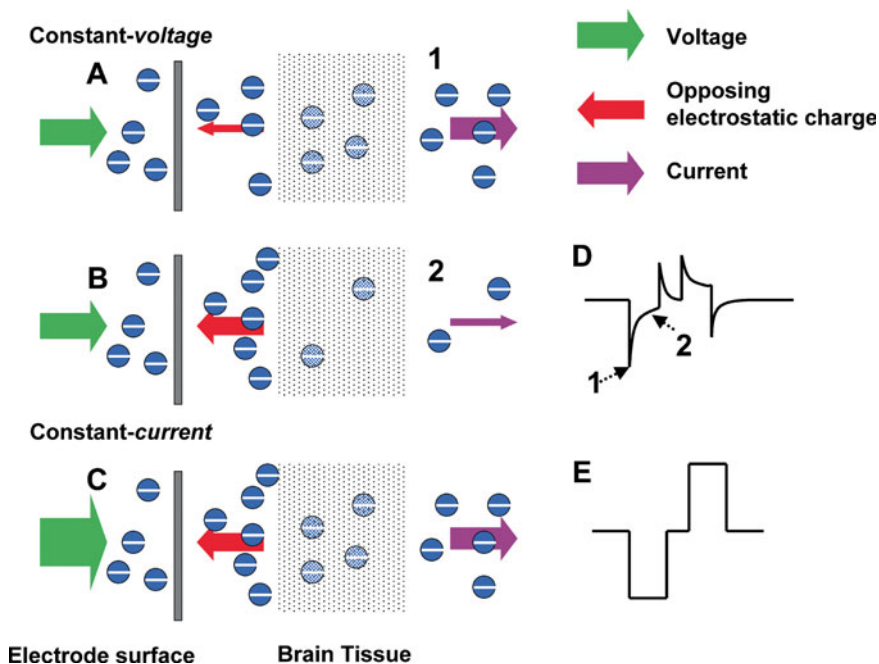 Constant-voltage
A
1
Voltage
Opposing
electrostatic charge
Current
B
2
D
1
2
Constant-current
C
E
Electrode surface
Brain Tissue